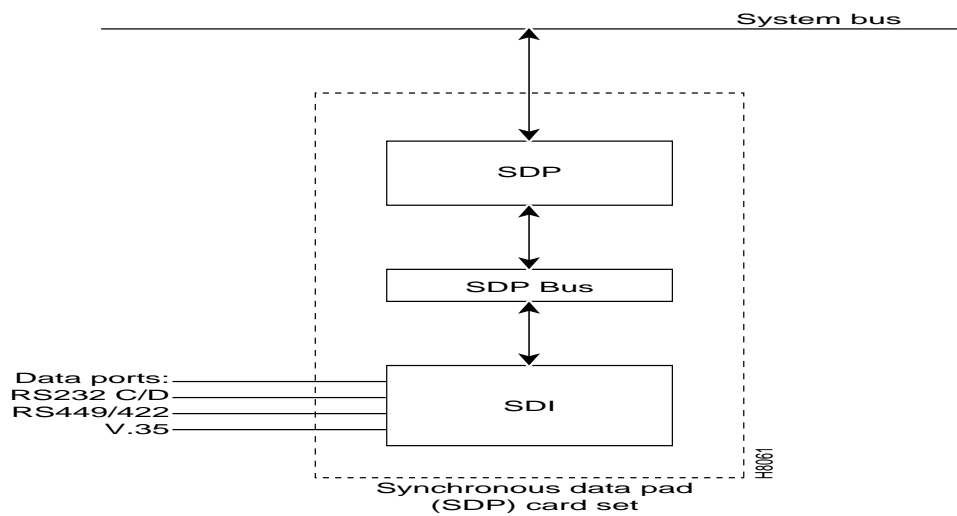 System bus
SDP
SDP Bus
Data ports:
RS232 C/D
RS449/422
V.35
SDI
H8061
Synchronous data pad
(SDP) card set